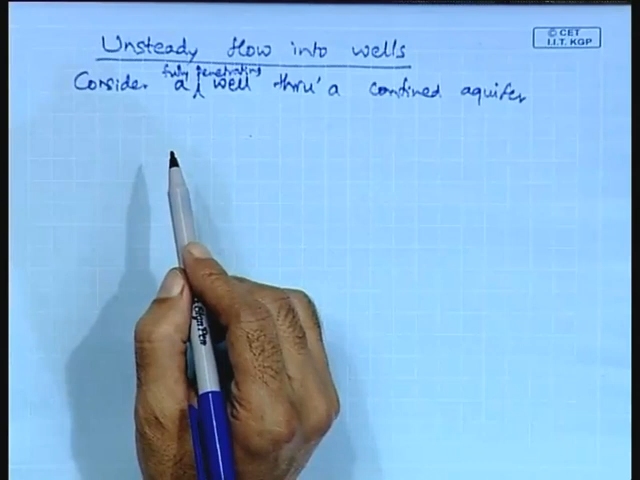 © CET
I.I.T. KGP
Unsteady flow into wells
Consider a fully penetrating well thru' a confined aquifer